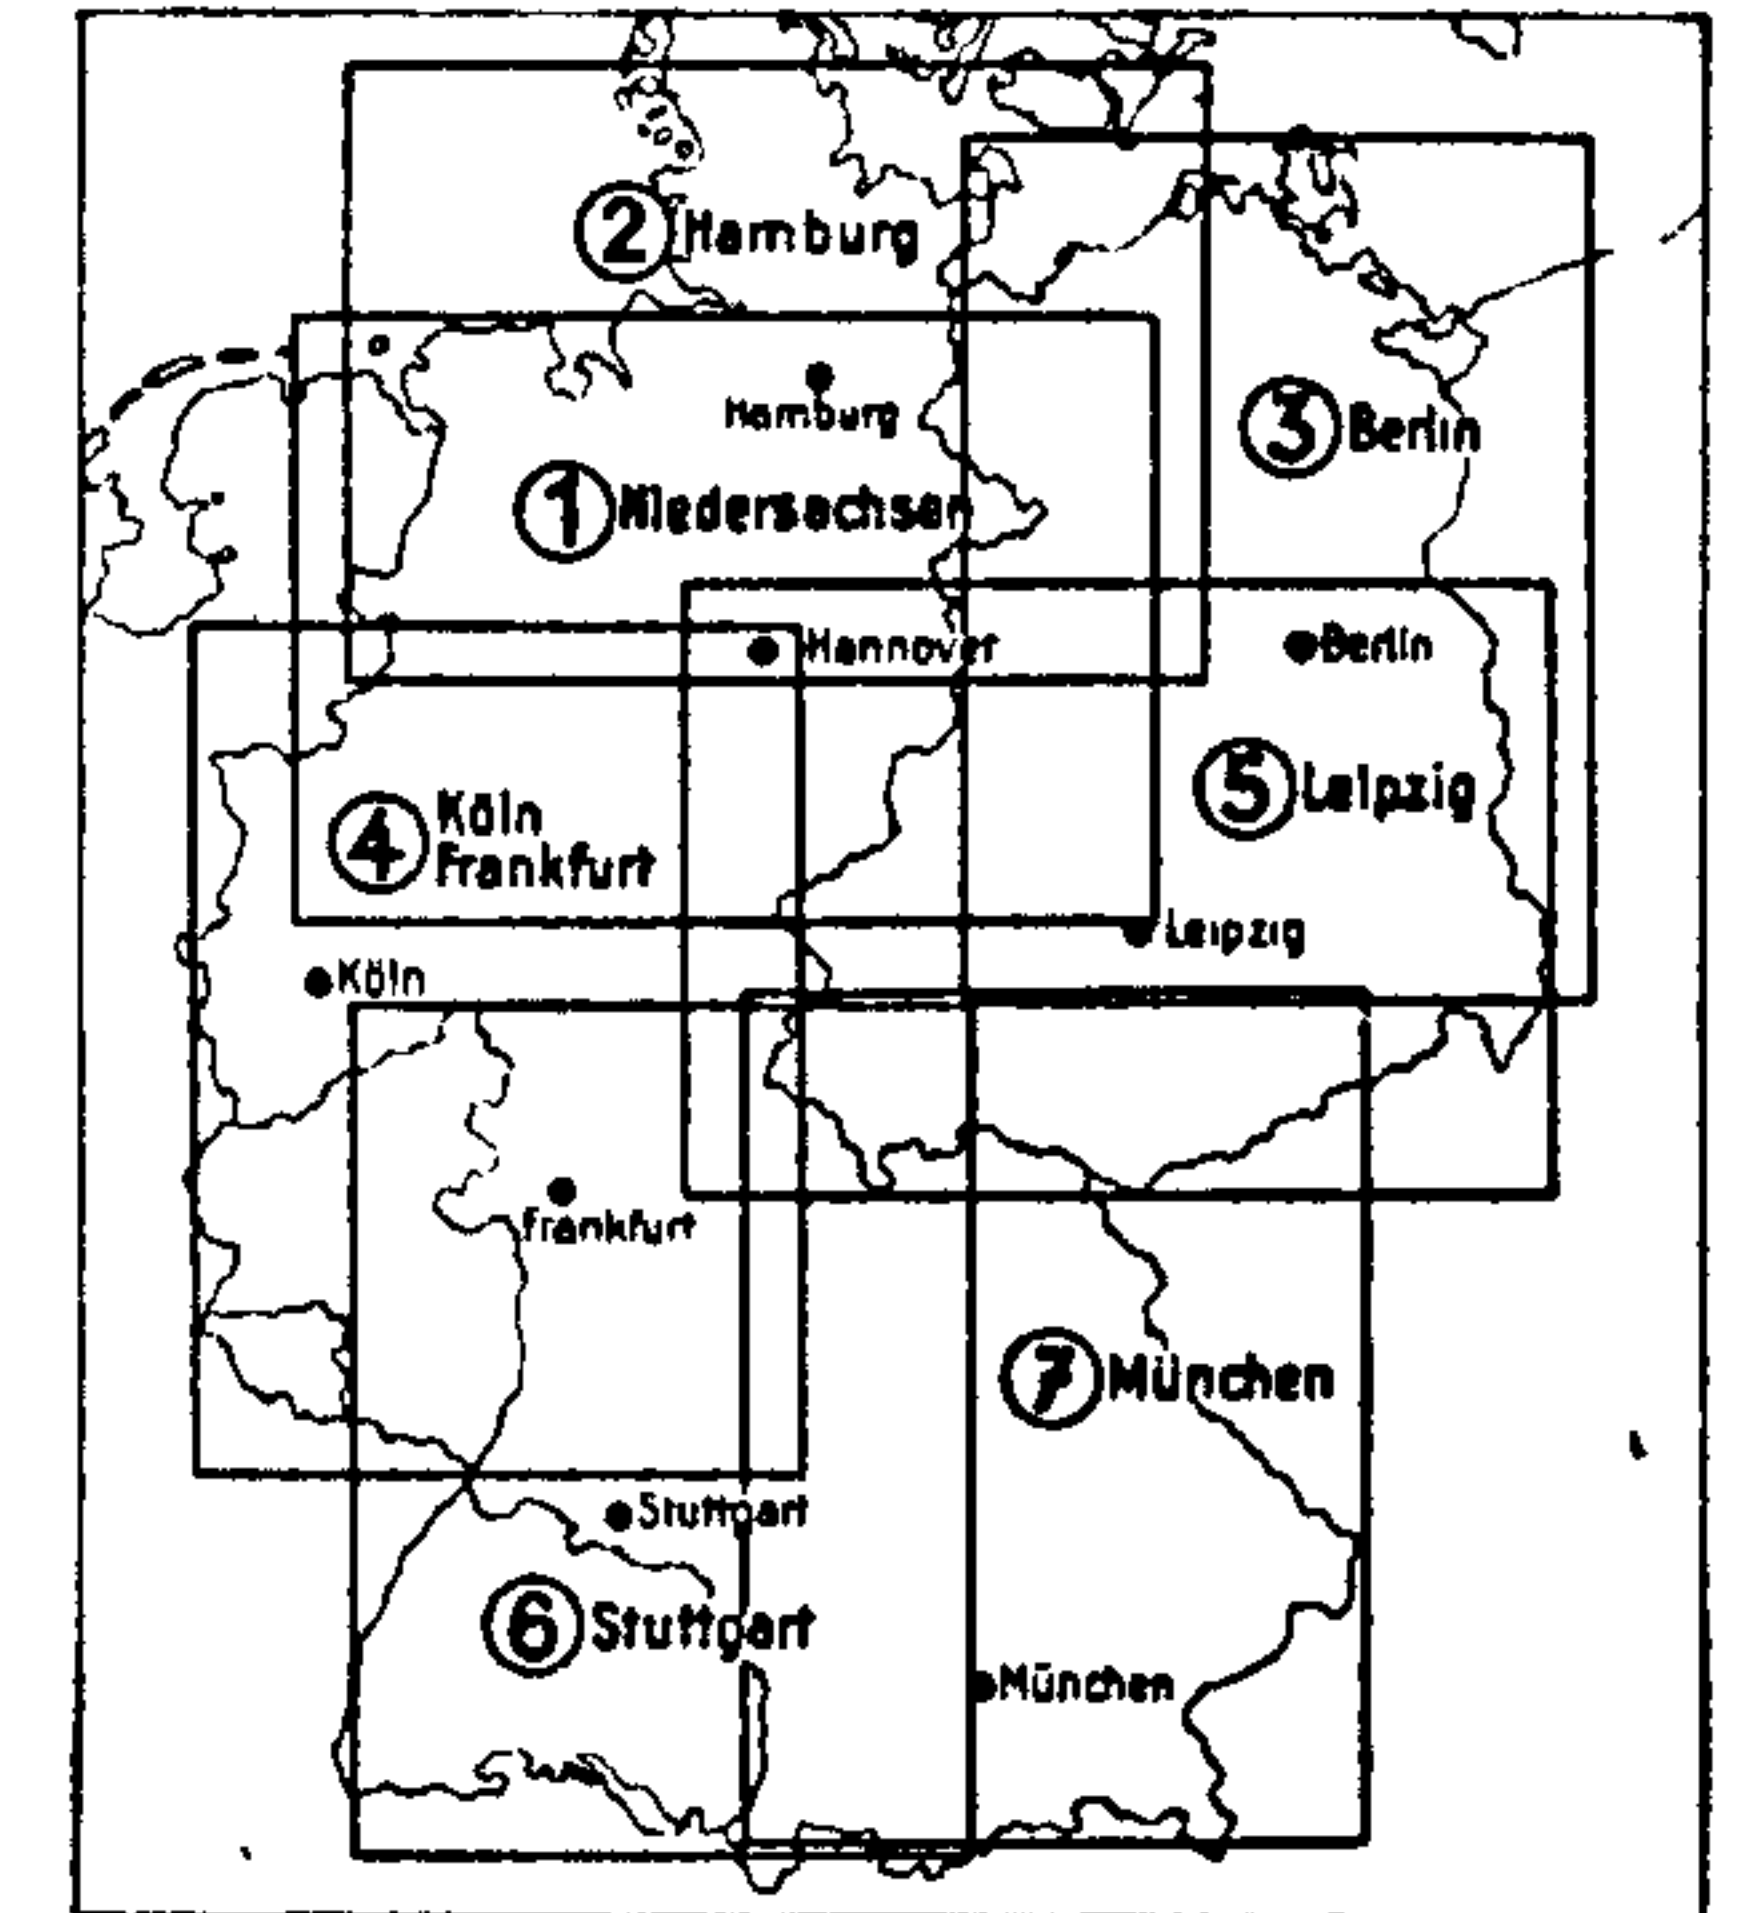 2 Hamburg
Hamburg
3 Berlin
1 Niedersachsen
Hannover
Berlin
5 Leipzig
4 Köln
Frankfurt
Leipzig
Köln
Frankfurt
7 München
Stuttgart
6 Stuttgart
München